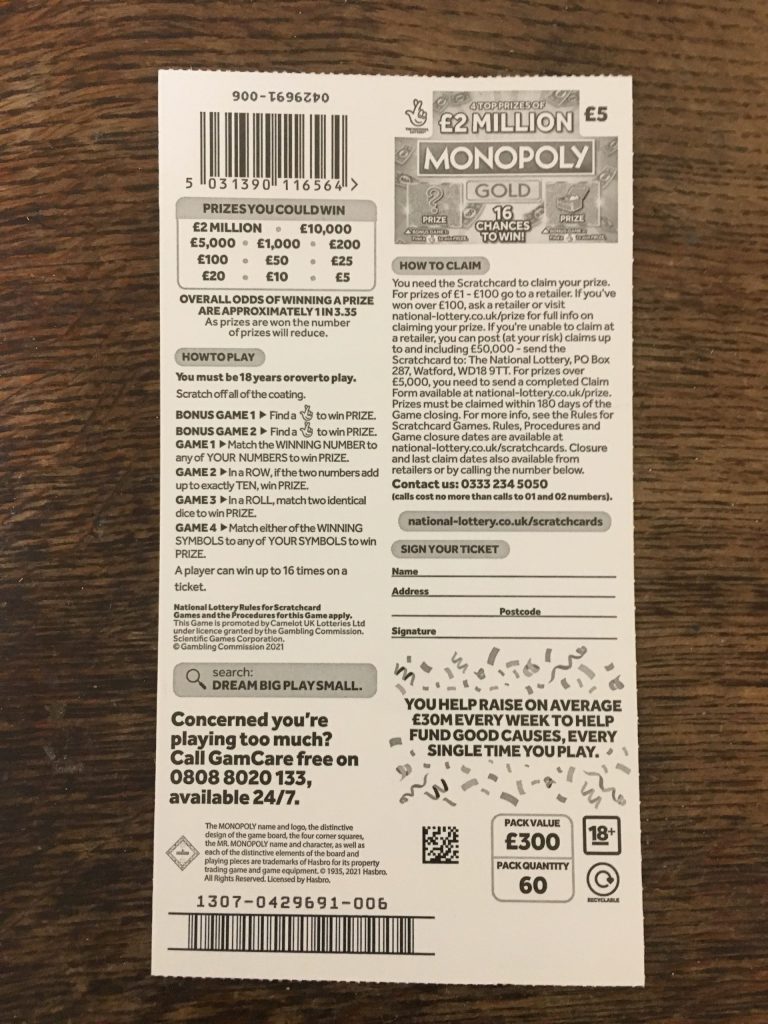 0429691-006
5 031390 116564 >
PRIZES YOU COULD WIN
£2 MILLION • £10,000
£5,000 • £1,000 • £200
£100 • £50 • £25
£20 • £10 • £5
OVERALL ODDS OF WINNING A PRIZE
ARE APPROXIMATELY 1 IN 3.35
As prizes are won the number
of prizes will reduce.
HOW TO PLAY
You must be 18 years or over to play.
Scratch off all of the coating.
BONUS GAME 1 ▶ Find a to win PRIZE.
BONUS GAME 2 ▶ Find a to win PRIZE.
GAME 1 ▶ Match the WINNING NUMBER to
any of YOUR NUMBERS to win PRIZE.
GAME 2 ▶ In a ROW, if the two numbers add
up to exactly TEN, win PRIZE.
GAME 3 ▶ In a ROLL, match two identical
dice to win PRIZE.
GAME 4 ▶ Match either of the WINNING
SYMBOLS to any of YOUR SYMBOLS to win
PRIZE.
A player can win up to 16 times on a
ticket.
National Lottery Rules for Scratchcard
Games and the Procedures for this Game apply.
This Game is promoted by Camelot UK Lotteries Ltd
under licence granted by the Gambling Commission.
Scientific Games Corporation.
© Gambling Commission 2021
search:
DREAM BIG PLAY SMALL.
Concerned you're
playing too much?
Call GamCare free on
0808 8020 133,
available 24/7.
The MONOPOLY name and logo, the distinctive
design of the game board, the four corner squares,
the MR. MONOPOLY name and character, as well as
each of the distinctive elements of the board and
playing pieces are trademarks of Hasbro for its property
trading game and game equipment. © 1935, 2021 Hasbro.
All Rights Reserved. Licensed by Hasbro.
1307-0429691-006
4 TOP PRIZES OF
£2 MILLION
£5
MONOPOLY
GOLD
PRIZE
16
CHANCES
TO WIN!
PRIZE
HOW TO CLAIM
You need the Scratchcard to claim your prize.
For prizes of £1 - £100 go to a retailer. If you've
won over £100, ask a retailer or visit
national-lottery.co.uk/prize for full info on
claiming your prize. If you're unable to claim at
a retailer, you can post (at your risk) claims up
to and including £50,000 - send the
Scratchcard to: The National Lottery, PO Box
287, Watford, WD18 9TT. For prizes over
£5,000, you need to send a completed Claim
Form available at national-lottery.co.uk/prize.
Prizes must be claimed within 180 days of the
Game closing. For more info, see the Rules for
Scratchcard Games. Rules, Procedures and
Game closure dates are available at
national-lottery.co.uk/scratchcards. Closure
and last claim dates also available from
retailers or by calling the number below.
Contact us: 0333 234 5050
(calls cost no more than calls to 01 and 02 numbers).
national-lottery.co.uk/scratchcards
SIGN YOUR TICKET
Name
Address
Postcode
Signature
YOU HELP RAISE ON AVERAGE
£30M EVERY WEEK TO HELP
FUND GOOD CAUSES, EVERY
SINGLE TIME YOU PLAY.
PACK VALUE
£300
PACK QUANTITY
60
18+
RECYCLABLE